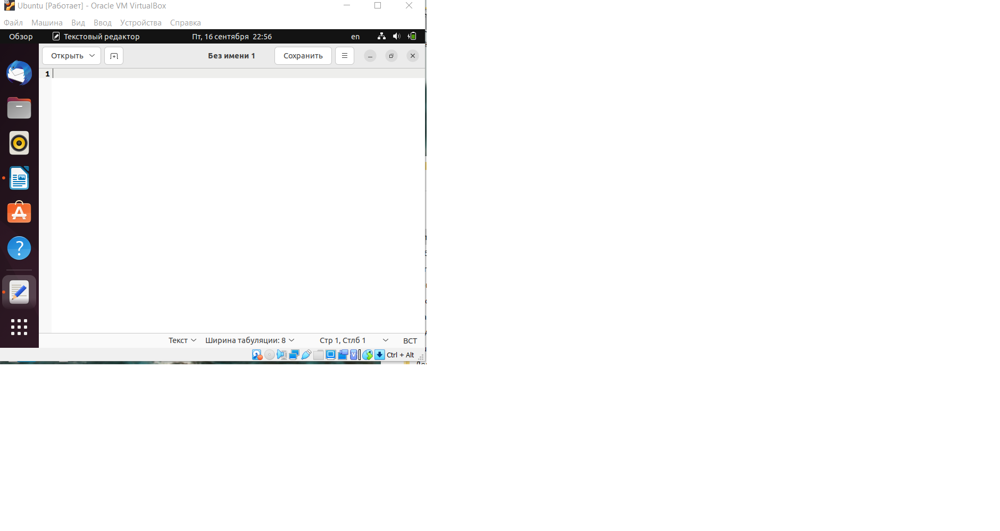 Ubuntu [Работает] - Oracle VM VirtualBox
Файл Машина Вид Ввод Устройства Справка
Обзор Текстовый редактор Пт, 16 сентября 22:56 en
Открыть Без имени 1 Сохранить
1
Текст Ширина табуляции: 8 Стр 1, Стлб 1 ВСТ
Ctrl + Alt